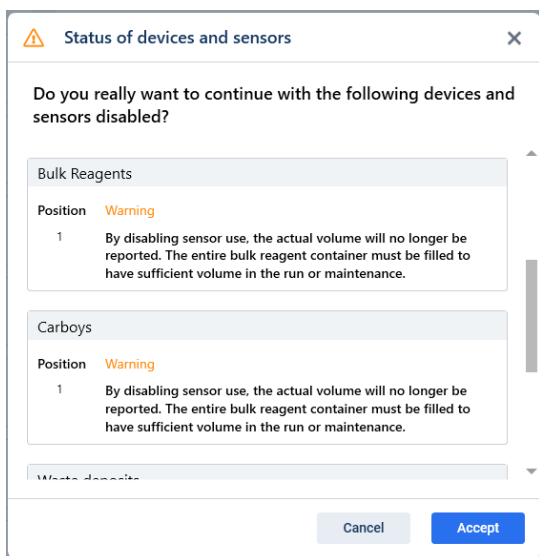 Status of devices and sensors
Do you really want to continue with the following devices and
sensors disabled?
Bulk Reagents
Position Warning
1 By disabling sensor use, the actual volume will no longer be
reported. The entire bulk reagent container must be filled to
have sufficient volume in the run or maintenance.
Carboys
Position Warning
1 By disabling sensor use, the actual volume will no longer be
reported. The entire bulk reagent container must be filled to
have sufficient volume in the run or maintenance.
Waste deposits
Cancel Accept